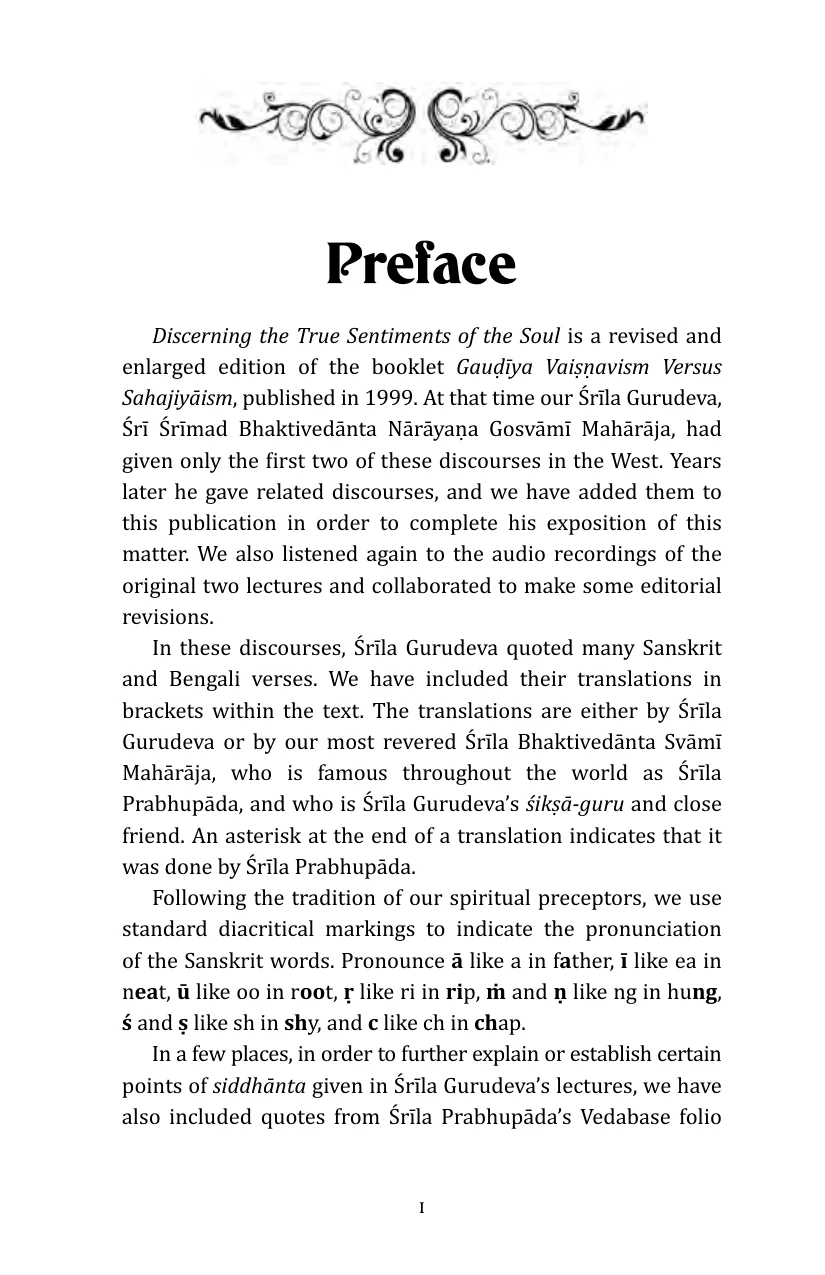 Preface
Discerning the True Sentiments of the Soul is a revised and
enlarged edition of the booklet Gauḍīya Vaiṣṇavism Versus
Sahajiyāism, published in 1999. At that time our Śrīla Gurudeva,
Śrī Śrīmad Bhaktivedānta Nārāyaṇa Gosvāmī Mahārāja, had
given only the first two of these discourses in the West. Years
later he gave related discourses, and we have added them to
this publication in order to complete his exposition of this
matter. We also listened again to the audio recordings of the
original two lectures and collaborated to make some editorial
revisions.
In these discourses, Śrīla Gurudeva quoted many Sanskrit
and Bengali verses. We have included their translations in
brackets within the text. The translations are either by Śrīla
Gurudeva or by our most revered Śrīla Bhaktivedānta Svāmī
Mahārāja, who is famous throughout the world as Śrīla
Prabhupāda, and who is Śrīla Gurudeva’s śikṣā-guru and close
friend. An asterisk at the end of a translation indicates that it
was done by Śrīla Prabhupāda.
Following the tradition of our spiritual preceptors, we use
standard diacritical markings to indicate the pronunciation
of the Sanskrit words. Pronounce ā like a in father, ī like ea in
neat, ū like oo in root, ṛ like ri in rip, ṁ and ṇ like ng in hung,
ś and ṣ like sh in shy, and c like ch in chap.
In a few places, in order to further explain or establish certain
points of siddhānta given in Śrīla Gurudeva’s lectures, we have
also included quotes from Śrīla Prabhupāda’s Vedabase folio
I